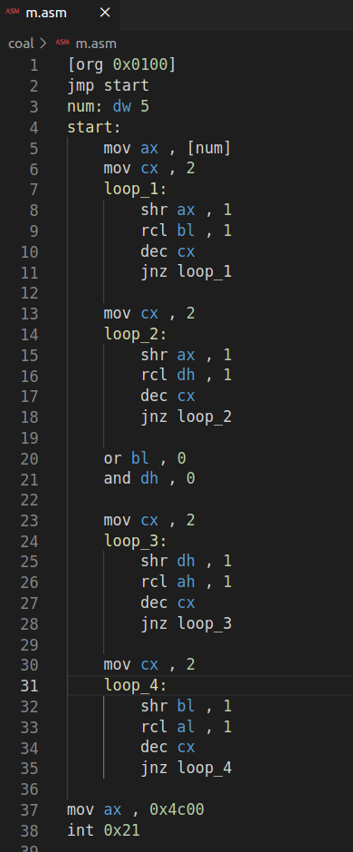 ASM m.asm ×
coal > ASM m.asm
1 [org 0x0100]
2 jmp start
3 num: dw 5
4 start:
5 mov ax , [num]
6 mov cx , 2
7 loop_1:
8 shr ax , 1
9 rcl bl , 1
10 dec cx
11 jnz loop_1
12
13 mov cx , 2
14 loop_2:
15 shr ax , 1
16 rcl dh , 1
17 dec cx
18 jnz loop_2
19
20 or bl , 0
21 and dh , 0
22
23 mov cx , 2
24 loop_3:
25 shr dh , 1
26 rcl ah , 1
27 dec cx
28 jnz loop_3
29
30 mov cx , 2
31 loop_4:
32 shr bl , 1
33 rcl al , 1
34 dec cx
35 jnz loop_4
36
37 mov ax , 0x4c00
38 int 0x21
39